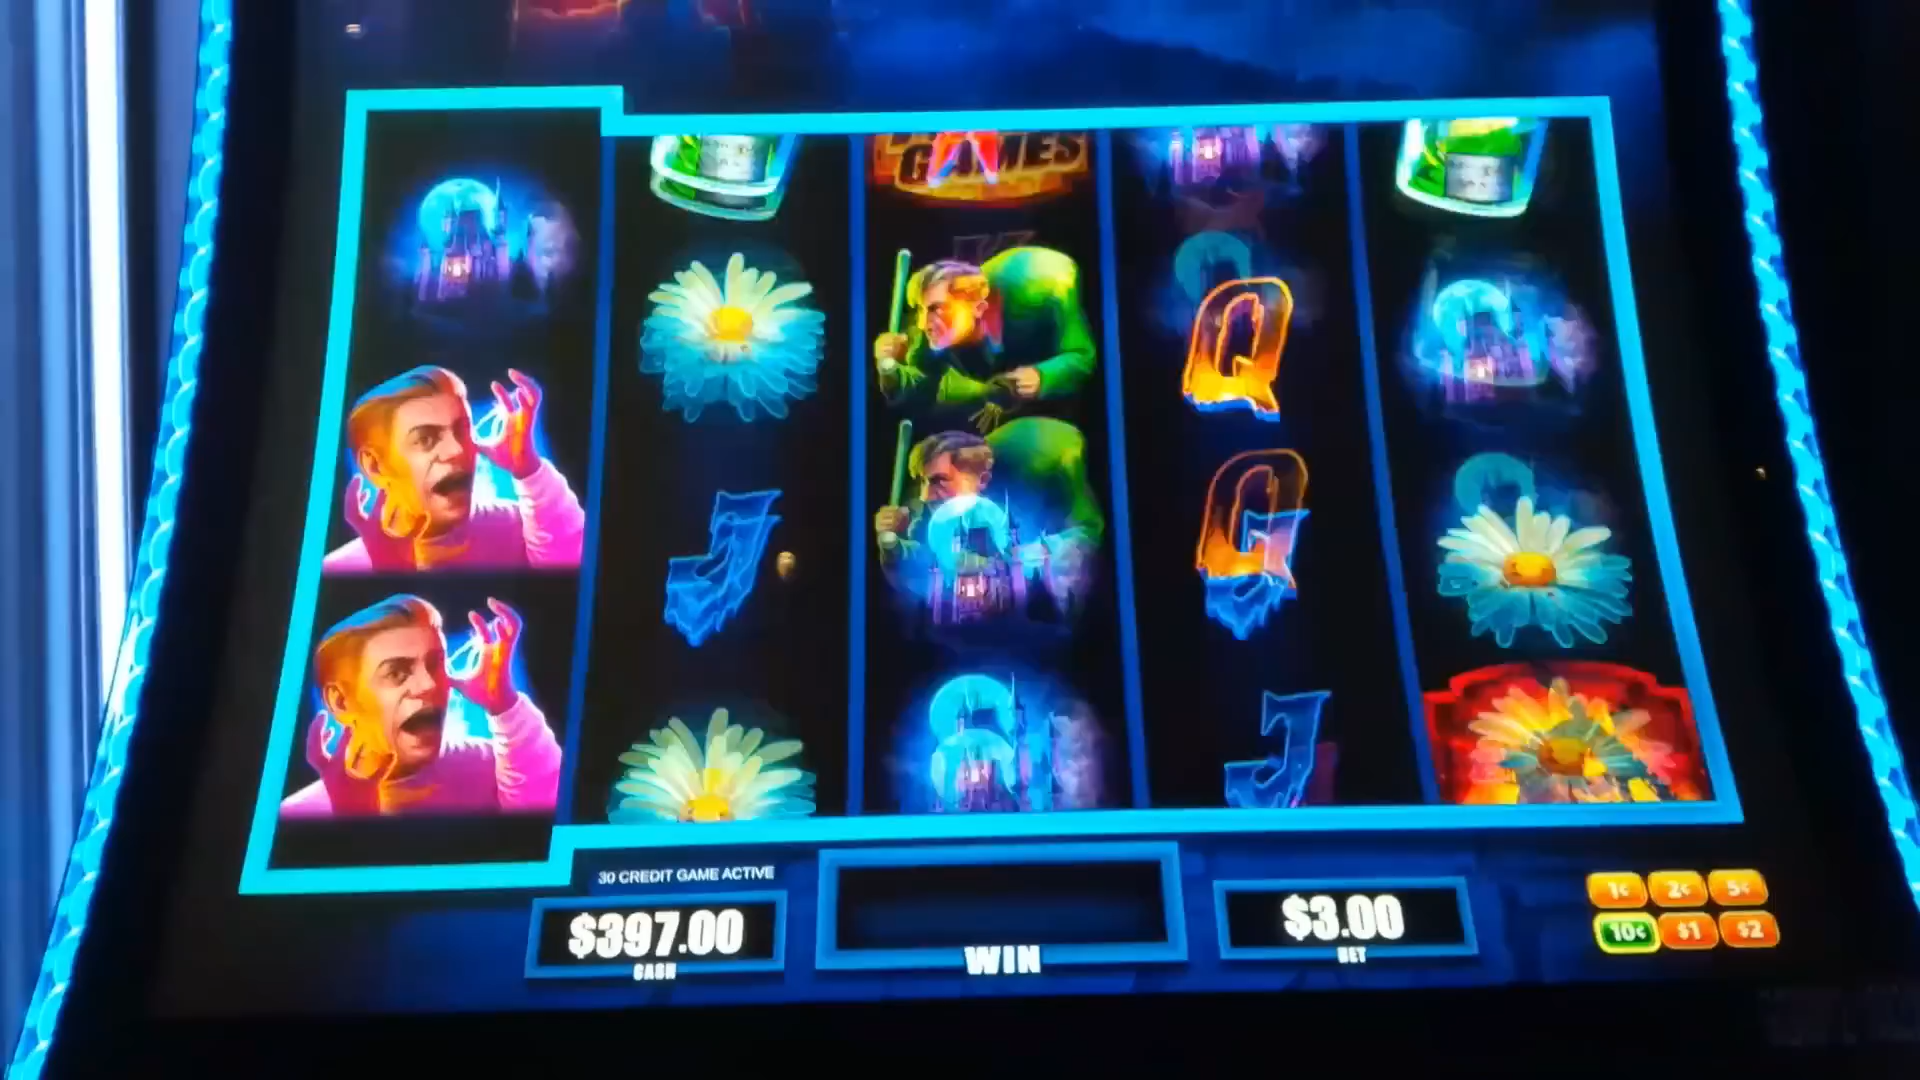 GAMES
Q
J
Q
J
J
30 CREDIT GAME ACTIVE
$397.00
CASH
WIN
$3.00
BET
1¢ 2¢ 5¢
10¢ $1 $2